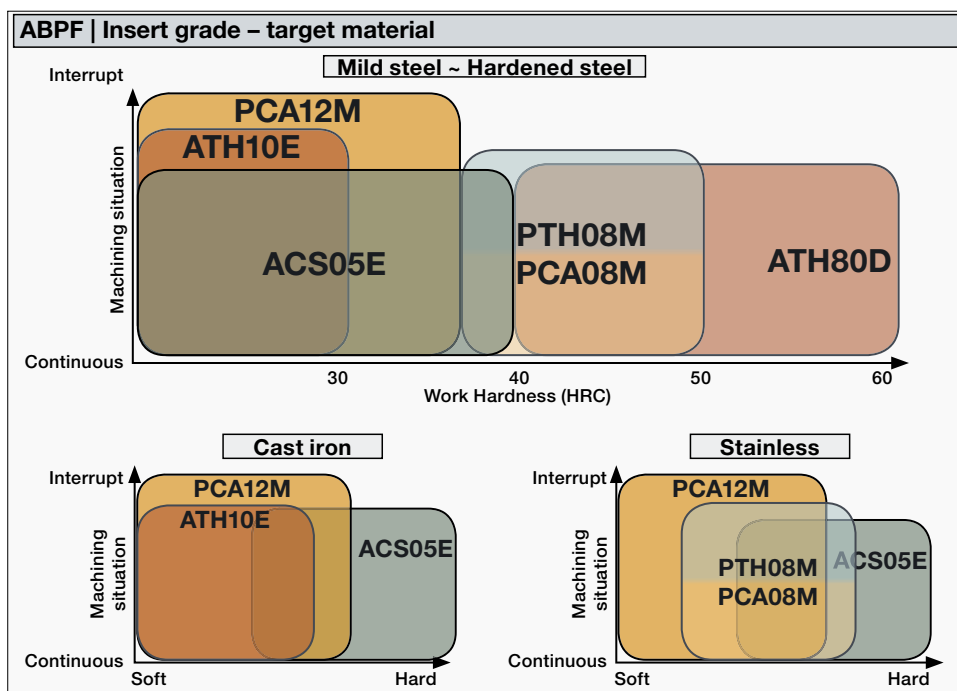 ABPF | Insert grade – target material
Mild steel ~ Hardened steel
Interrupt
Machining situation
Continuous
PCA12M
ATH10E
ACS05E
PTH08M
PCA08M
ATH80D
30
40
50
60
Work Hardness (HRC)
Cast iron
Interrupt
Machining
situation
Continuous
PCA12M
ATH10E
ACS05E
Soft
Hard
Stainless
Interrupt
Machining
situation
Continuous
PCA12M
PTH08M
PCA08M
ACS05E
Soft
Hard